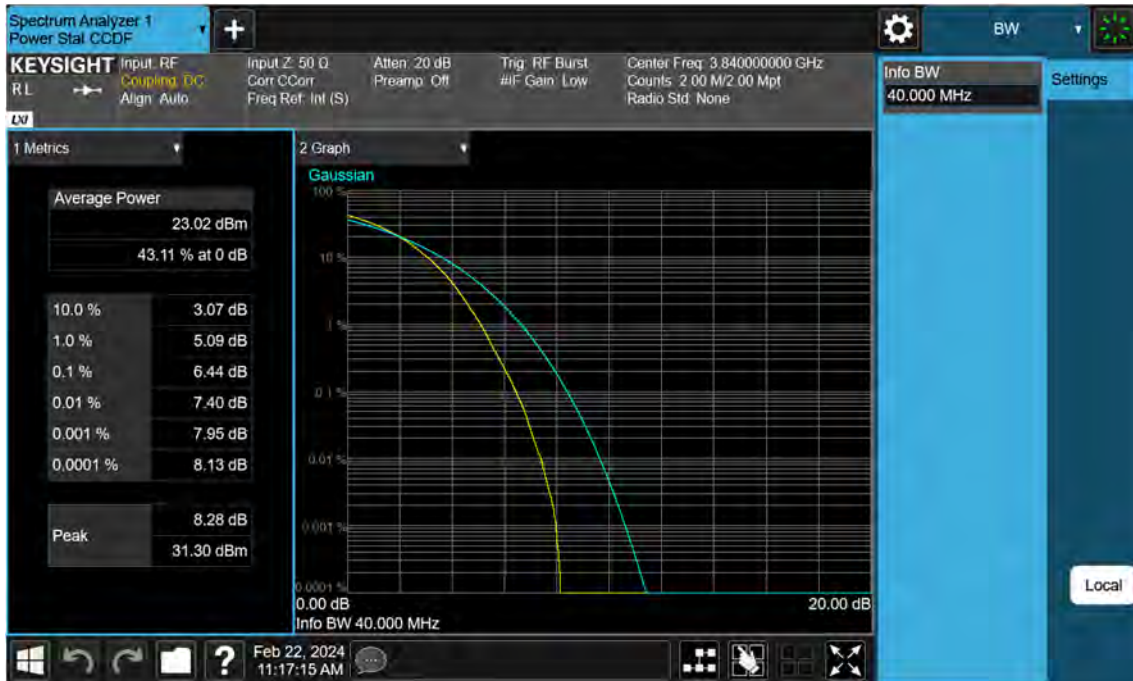 Spectrum Analyzer 1
Power Stat CCDF
BW
KEYSIGHT
RL
LXI
Input: RF
Coupling: DC
Align: Auto
Input Z: 50 Ω
Corr CCorr
Freq Ref: Int (S)
Atten: 20 dB
Preamp: Off
Trig: RF Burst
#IF Gain: Low
Center Freq: 3.840000000 GHz
Counts: 2.00 M/2.00 Mpt
Radio Std: None
Info BW
40.000 MHz
Settings
1 Metrics
Average Power
23.02 dBm
43.11 % at 0 dB
10.0 % 3.07 dB
1.0 % 5.09 dB
0.1 % 6.44 dB
0.01 % 7.40 dB
0.001 % 7.95 dB
0.0001 % 8.13 dB
Peak
8.28 dB
31.30 dBm
2 Graph
Gaussian
100 %
10 %
1 %
0.1 %
0.01 %
0.001 %
0.0001 %
0.00 dB 20.00 dB
Info BW 40.000 MHz
Local
?
Feb 22, 2024
11:17:15 AM